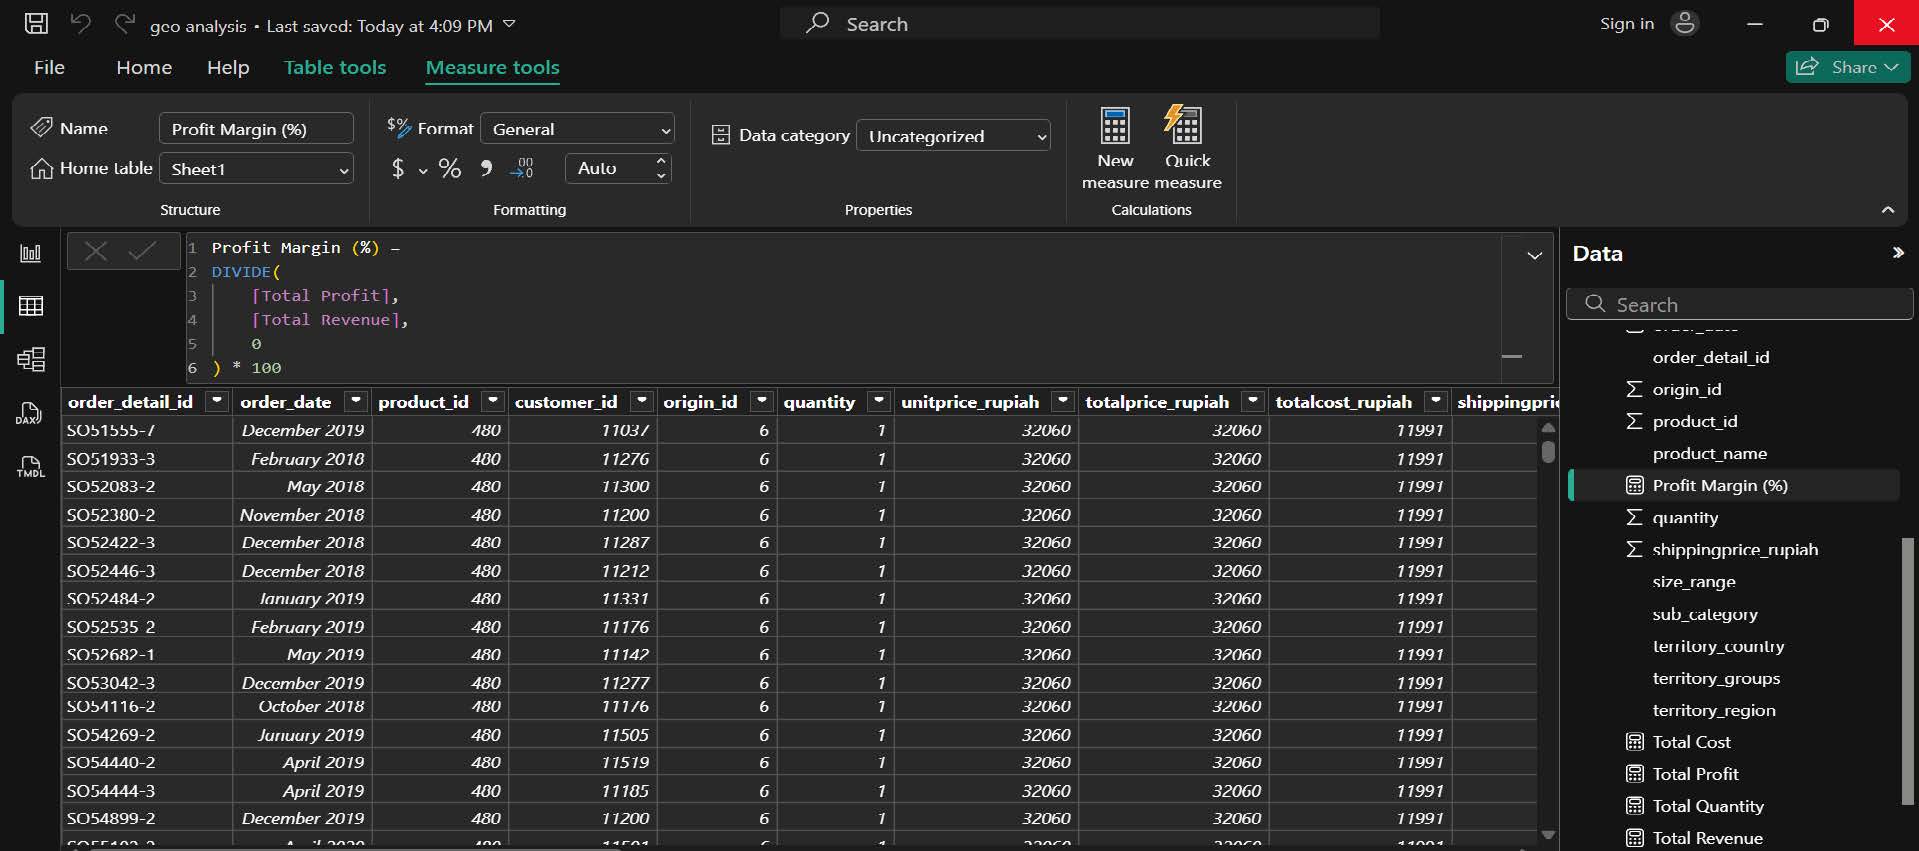 geo analysis • Last saved: Today at 4:09 PM
Search
Sign in
File Home Help Table tools Measure tools
Share
Name Profit Margin (%)
Home table Sheet1
Structure
Format General
$ % , .00 →.0 Auto
Formatting
Data category Uncategorized
Properties
New measure
Quick measure
Calculations
1 Profit Margin (%) =
2 DIVIDE(
3 [Total Profit],
4 [Total Revenue],
5 0
6 ) * 100
DAX
TMDL
order_detail_id order_date product_id customer_id origin_id quantity unitprice_rupiah totalprice_rupiah totalcost_rupiah shippingpric
SO51555-7 December 2019 480 11037 6 1 32060 32060 11991
SO51933-3 February 2018 480 11276 6 1 32060 32060 11991
SO52083-2 May 2018 480 11300 6 1 32060 32060 11991
SO52380-2 November 2018 480 11200 6 1 32060 32060 11991
SO52422-3 December 2018 480 11287 6 1 32060 32060 11991
SO52446-3 December 2018 480 11212 6 1 32060 32060 11991
SO52484-2 January 2019 480 11331 6 1 32060 32060 11991
SO52535-2 February 2019 480 11176 6 1 32060 32060 11991
SO52682-1 May 2019 480 11142 6 1 32060 32060 11991
SO53042-3 December 2019 480 11277 6 1 32060 32060 11991
SO54116-2 October 2018 480 11176 6 1 32060 32060 11991
SO54269-2 January 2019 480 11505 6 1 32060 32060 11991
SO54440-2 April 2019 480 11519 6 1 32060 32060 11991
SO54444-3 April 2019 480 11185 6 1 32060 32060 11991
SO54899-2 December 2019 480 11200 6 1 32060 32060 11991
Data
Search
order_detail_id
origin_id
product_id
product_name
Profit Margin (%)
quantity
shippingprice_rupiah
size_range
sub_category
territory_country
territory_groups
territory_region
Total Cost
Total Profit
Total Quantity
Total Revenue